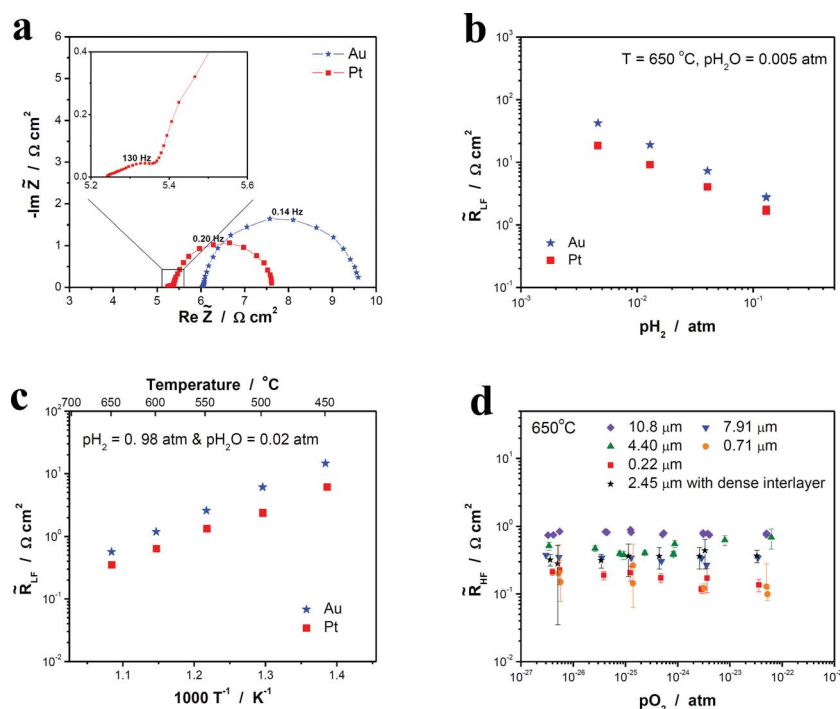 a
-Im Z̃ / Ω cm²
6
5
4
3
2
1
0
3 4 5 6 7 8 9 10
Re Z̃ / Ω cm²
Au
Pt
0.4
0.2
0.0
5.2 5.4 5.6
130 Hz
0.20 Hz
0.14 Hz
b
T = 650 °C, pH₂O = 0.005 atm
R̃LF / Ω cm²
10³
10²
10¹
10⁰
10⁻¹
10⁻³ 10⁻² 10⁻¹
pH₂ / atm
Au
Pt
c
Temperature / °C
700 650 600 550 500 450
pH₂ = 0. 98 atm & pH₂O = 0.02 atm
R̃LF / Ω cm²
10²
10¹
10⁰
10⁻¹
10⁻²
1.1 1.2 1.3 1.4
1000 T⁻¹ / K⁻¹
Au
Pt
d
650°C
10.8 μm
7.91 μm
4.40 μm
0.71 μm
0.22 μm
2.45 μm with dense interlayer
R̃HF / Ω cm²
10²
10¹
10⁰
10⁻¹
10⁻²
10⁻²⁷ 10⁻²⁶ 10⁻²⁵ 10⁻²⁴ 10⁻²³ 10⁻²²
pO₂ / atm